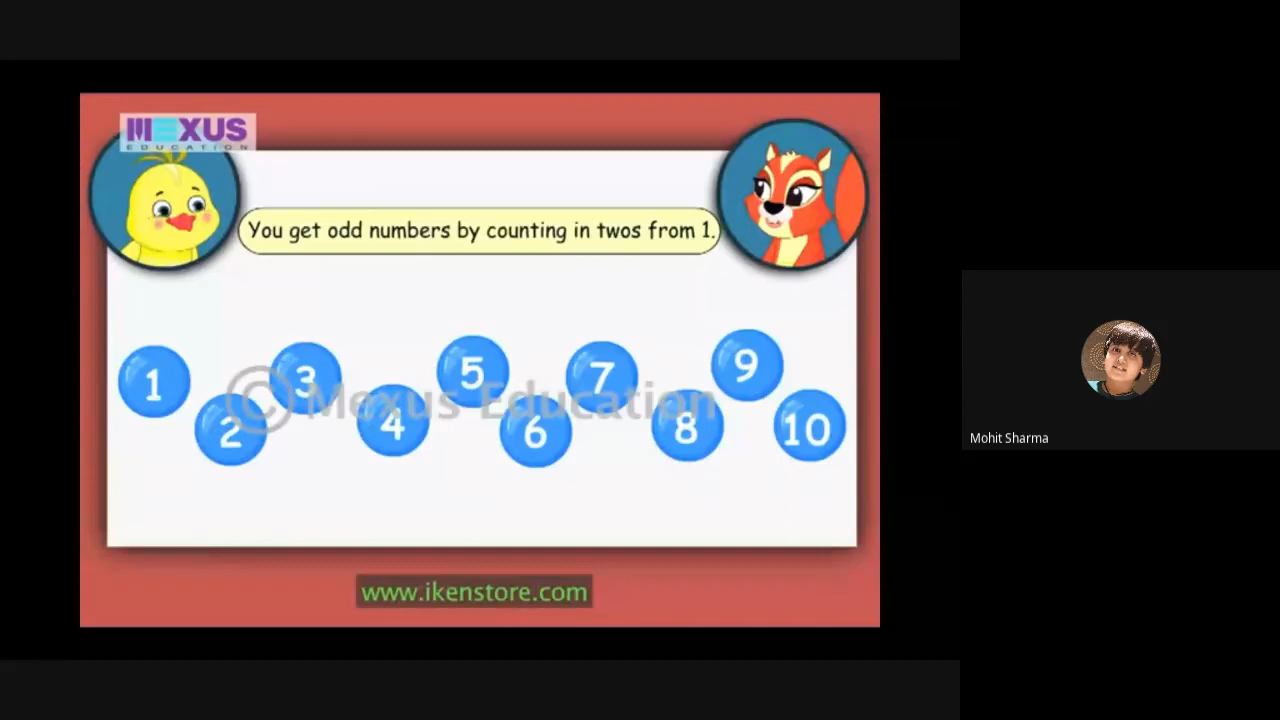 MEXUS
EDUCATION
You get odd numbers by counting in twos from 1.
1
2
3
4
5
6
7
8
9
10
© Mexus Education
www.ikenstore.com
Mohit Sharma